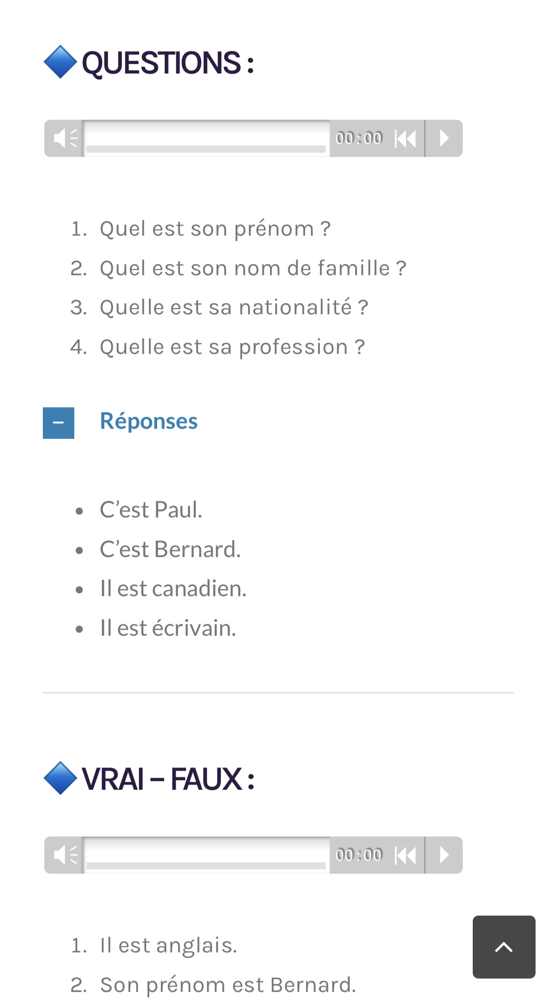 QUESTIONS :
00:00
1. Quel est son prénom ?
2. Quel est son nom de famille ?
3. Quelle est sa nationalité ?
4. Quelle est sa profession ?
Réponses
• C’est Paul.
• C’est Bernard.
• Il est canadien.
• Il est écrivain.
VRAI – FAUX :
00:00
1. Il est anglais.
2. Son prénom est Bernard.